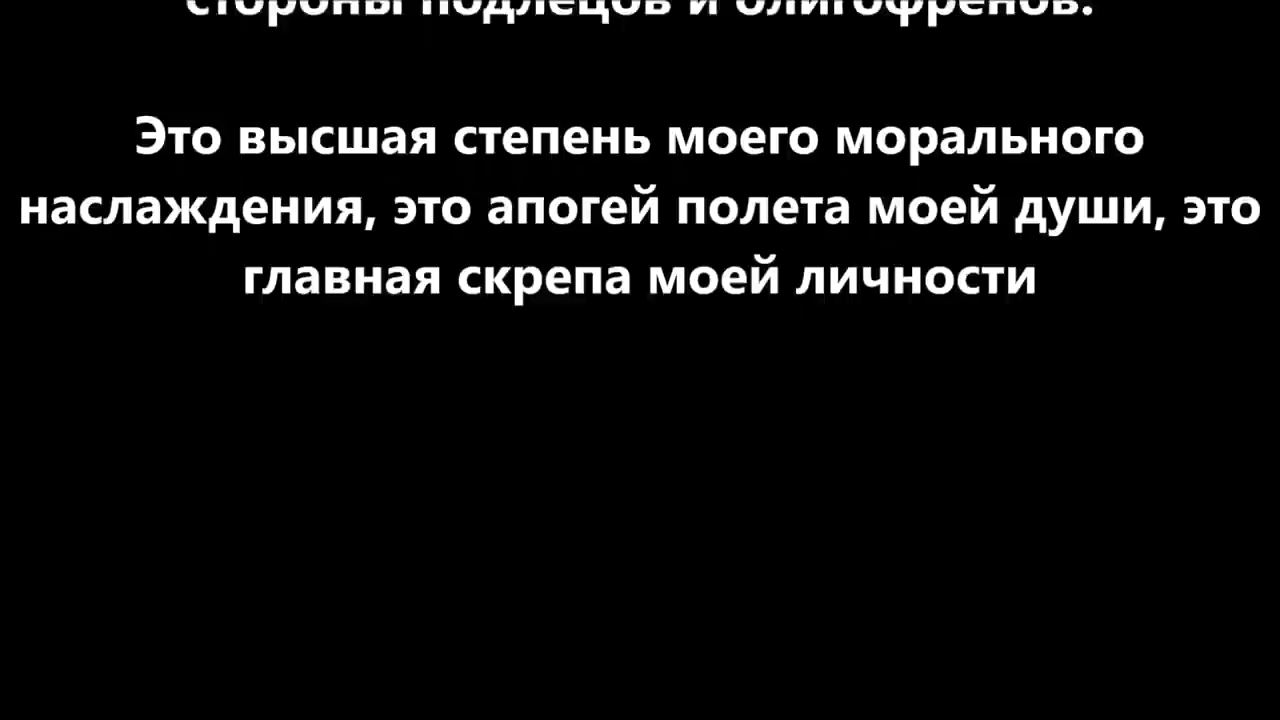 стороны подлецов и олигофренов.
Это высшая степень моего морального
наслаждения, это апогей полета моей души, это
главная скрепа моей личности